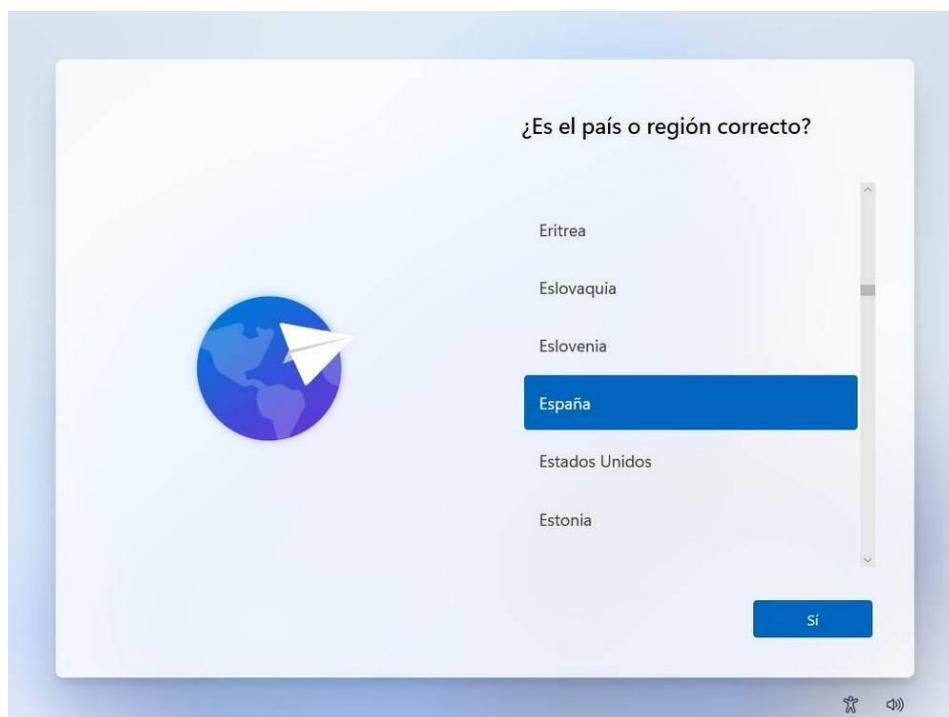 ¿Es el país o región correcto?
Eritrea
Eslovaquia
Eslovenia
España
Estados Unidos
Estonia
Sí